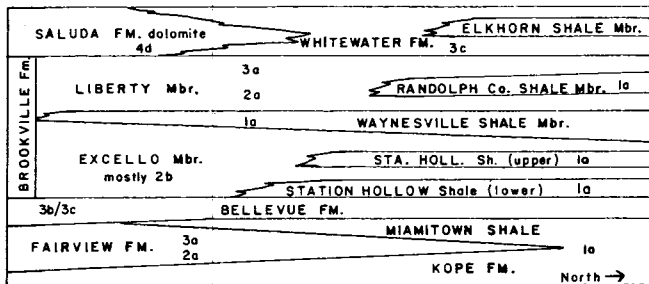 SALUDA FM. dolomite
4d
WHITEWATER FM. 3c
ELKHORN SHALE Mbr.
BROOKVILLE Fm.
LIBERTY Mbr.
3a
2a
RANDOLPH Co. SHALE Mbr. 1a
1a
WAYNESVILLE SHALE Mbr.
EXCELLO Mbr.
mostly 2b
STA. HOLL. Sh. (upper) 1a
STATION HOLLOW Shale (lower) 1a
3b/3c
BELLEVUE FM.
MIAMITOWN SHALE
FAIRVIEW FM.
3a
2a
1a
KOPE FM.
North →